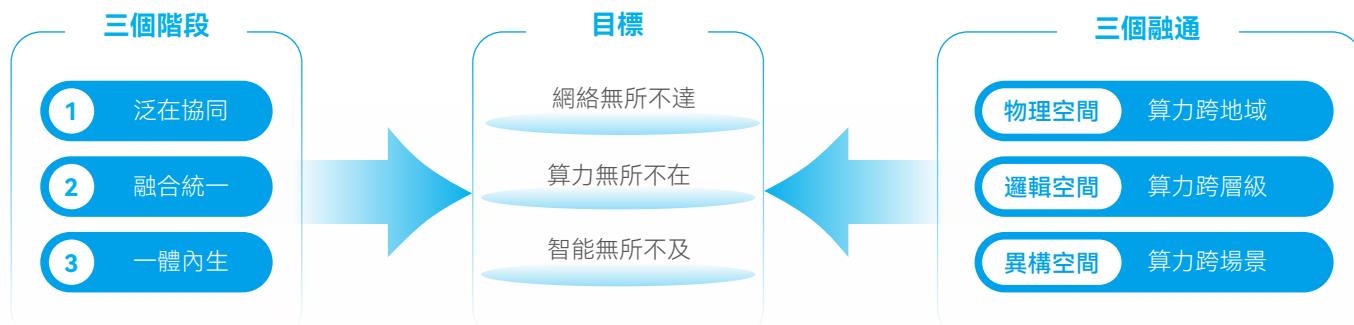 三個階段
1 泛在協同
2 融合統一
3 一體內生
目標
網絡無所不達
算力無所不在
智能無所不及
三個融通
物理空間 算力跨地域
邏輯空間 算力跨層級
異構空間 算力跨場景